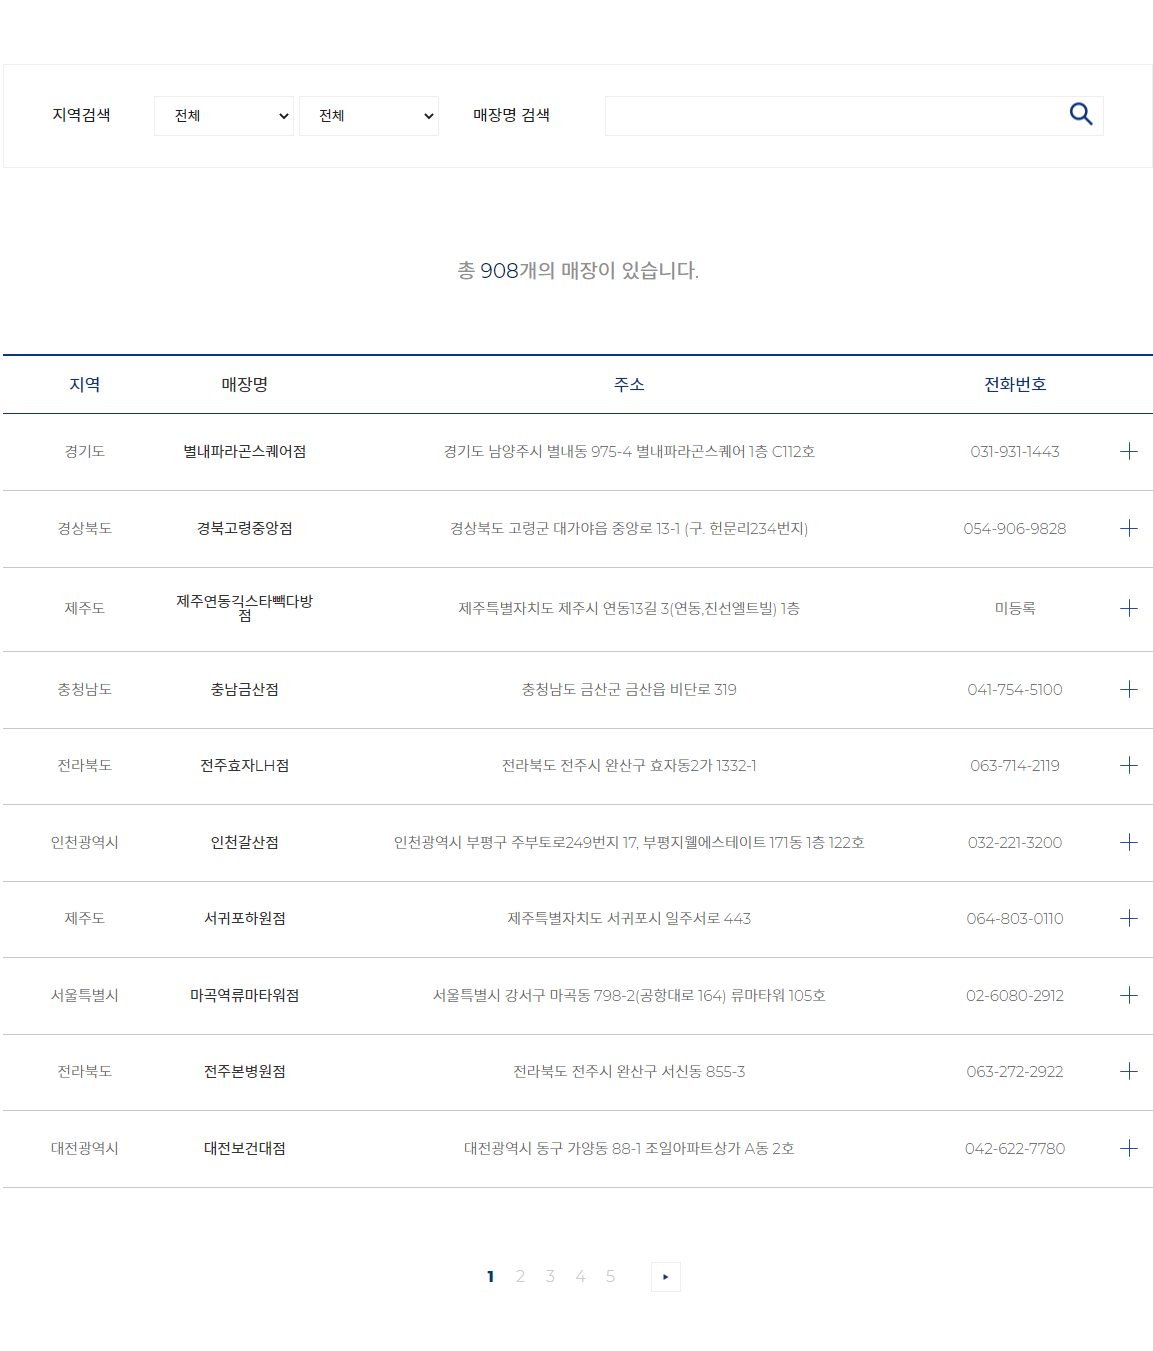 지역검색 전체 전체 매장명 검색
총 908개의 매장이 있습니다.
지역 매장명 주소 전화번호
경기도 별내파라곤스퀘어점 경기도 남양주시 별내동 975-4 별내파라곤스퀘어 1층 C112호 031-931-1443
경상북도 경북고령중앙점 경상북도 고령군 대가야읍 중앙로 13-1 (구. 헌문리234번지) 054-906-9828
제주도 제주연동긱스타빽다방
점 제주특별자치도 제주시 연동13길 3(연동,진선엘트빌) 1층 미등록
충청남도 충남금산점 충청남도 금산군 금산읍 비단로 319 041-754-5100
전라북도 전주효자LH점 전라북도 전주시 완산구 효자동2가 1332-1 063-714-2119
인천광역시 인천갈산점 인천광역시 부평구 주부토로249번지 17, 부평지웰에스테이트 171동 1층 122호 032-221-3200
제주도 서귀포하원점 제주특별자치도 서귀포시 일주서로 443 064-803-0110
서울특별시 마곡역류마타워점 서울특별시 강서구 마곡동 798-2(공항대로 164) 류마타워 105호 02-6080-2912
전라북도 전주본병원점 전라북도 전주시 완산구 서신동 855-3 063-272-2922
대전광역시 대전보건대점 대전광역시 동구 가양동 88-1 조일아파트상가 A동 2호 042-622-7780
1 2 3 4 5